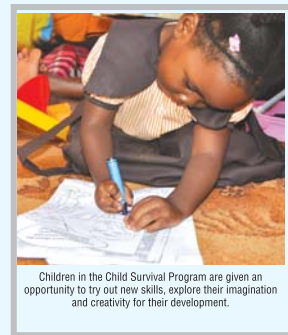 Children in the Child Survival Program are given an
opportunity to try out new skills, explore their imagination
and creativity for their development.